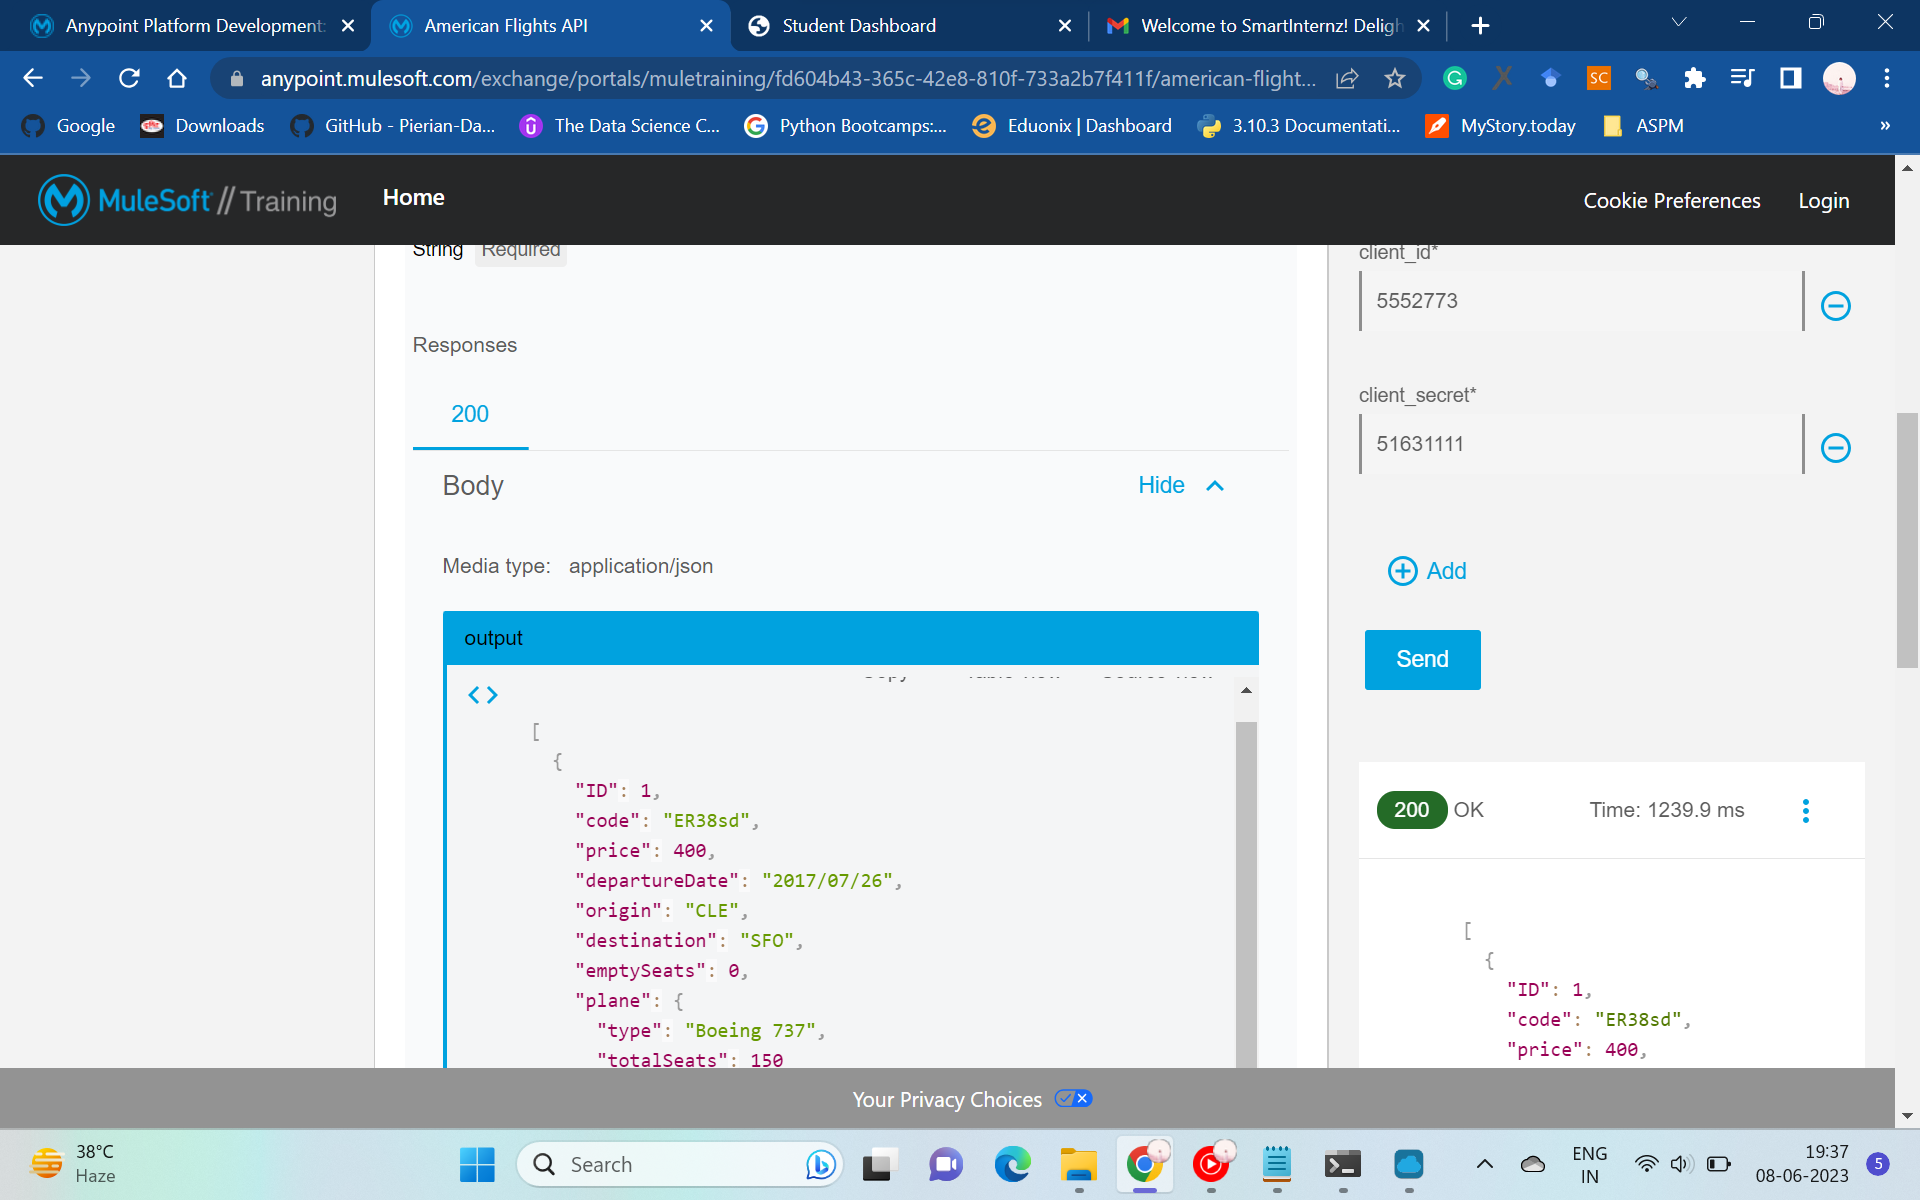 Anypoint Platform Development:
American Flights API
Student Dashboard
Welcome to SmartInternz! Deligh
anypoint.mulesoft.com/exchange/portals/muletraining/fd604b43-365c-42e8-810f-733a2b7f411f/american-flight...
SC
Google
Downloads
GitHub - Pierian-Da...
The Data Science C...
Python Bootcamps:...
Eduonix | Dashboard
3.10.3 Documentati...
MyStory.today
ASPM
»
MuleSoft // Training
Home
Cookie Preferences
Login
String Required
client_id*
5552773
Responses
client_secret*
200
51631111
Body
Hide
Media type: application/json
Add
output
Send
Copy Table view Source view
[
{
"ID": 1,
"code": "ER38sd",
"price": 400,
"departureDate": "2017/07/26",
"origin": "CLE",
"destination": "SFO",
"emptySeats": 0,
"plane": {
"type": "Boeing 737",
"totalSeats": 150
200 OK
Time: 1239.9 ms
[
{
"ID": 1,
"code": "ER38sd",
"price": 400,
Your Privacy Choices
38°C
Haze
Search
ENG
IN
19:37
08-06-2023
5